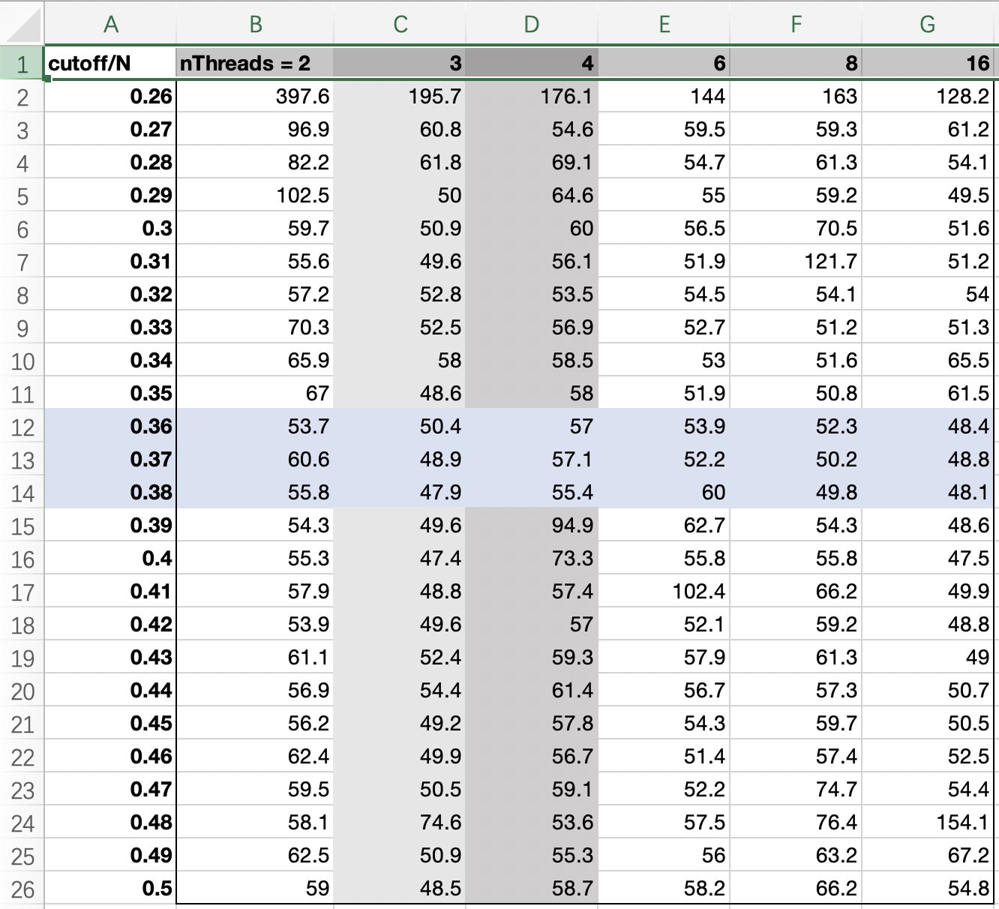 A B C D E F G
1 cutoff/N nThreads = 2 3 4 6 8 16
2 0.26 397.6 195.7 176.1 144 163 128.2
3 0.27 96.9 60.8 54.6 59.5 59.3 61.2
4 0.28 82.2 61.8 69.1 54.7 61.3 54.1
5 0.29 102.5 50 64.6 55 59.2 49.5
6 0.3 59.7 50.9 60 56.5 70.5 51.6
7 0.31 55.6 49.6 56.1 51.9 121.7 51.2
8 0.32 57.2 52.8 53.5 54.5 54.1 54
9 0.33 70.3 52.5 56.9 52.7 51.2 51.3
10 0.34 65.9 58 58.5 53 51.6 65.5
11 0.35 67 48.6 58 51.9 50.8 61.5
12 0.36 53.7 50.4 57 53.9 52.3 48.4
13 0.37 60.6 48.9 57.1 52.2 50.2 48.8
14 0.38 55.8 47.9 55.4 60 49.8 48.1
15 0.39 54.3 49.6 94.9 62.7 54.3 48.6
16 0.4 55.3 47.4 73.3 55.8 55.8 47.5
17 0.41 57.9 48.8 57.4 102.4 66.2 49.9
18 0.42 53.9 49.6 57 52.1 59.2 48.8
19 0.43 61.1 52.4 59.3 57.9 61.3 49
20 0.44 56.9 54.4 61.4 56.7 57.3 50.7
21 0.45 56.2 49.2 57.8 54.3 59.7 50.5
22 0.46 62.4 49.9 56.7 51.4 57.4 52.5
23 0.47 59.5 50.5 59.1 52.2 74.7 54.4
24 0.48 58.1 74.6 53.6 57.5 76.4 154.1
25 0.49 62.5 50.9 55.3 56 63.2 67.2
26 0.5 59 48.5 58.7 58.2 66.2 54.8